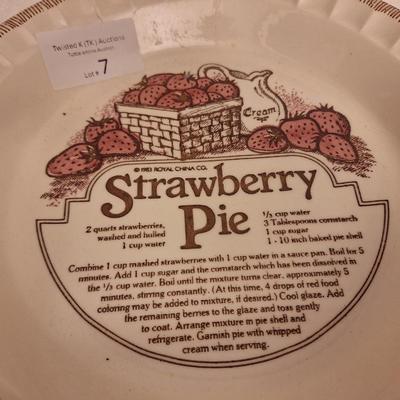 Twisted K (TK) Auctions
Tuttle online Auction
Lot # 7
Cream
© 1983 ROYAL CHINA CO.
Strawberry
Pie
2 quarts strawberries,
washed and hulled
1 cup water
1/3 cup water
3 Tablespoons cornstarch
1 cup sugar
1 - 10 inch baked pie shell
Combine 1 cup mashed strawberries with 1 cup water in a sauce pan. Boil for 5
minutes. Add 1 cup sugar and the cornstarch which has been dissolved in
the 1/3 cup water. Boil until the mixture turns clear, approximately 5
minutes, stirring constantly. (At this time, 4 drops of red food
coloring may be added to mixture, if desired.) Cool glaze. Add
the remaining berries to the glaze and toss gently
to coat. Arrange mixture in pie shell and
refrigerate. Garnish pie with whipped
cream when serving.